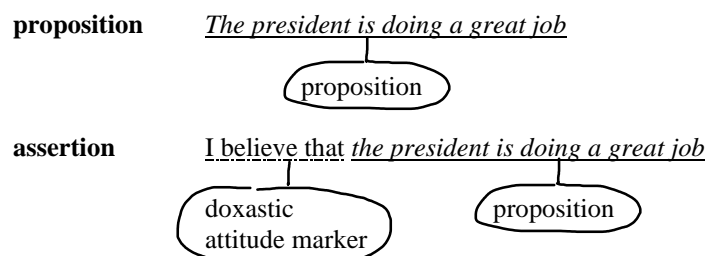 proposition The president is doing a great job
proposition
assertion I believe that the president is doing a great job
doxastic proposition
attitude marker